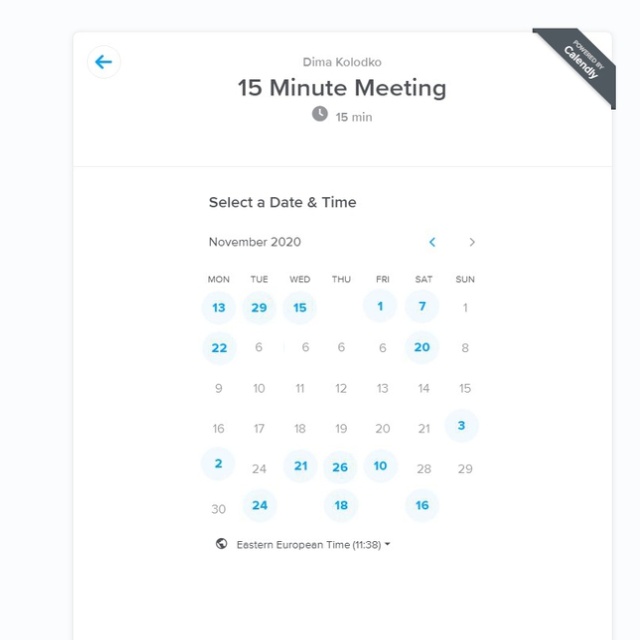 POWERED BY
Calendly
Dima Kolodko
15 Minute Meeting
15 min
Select a Date & Time
November 2020
MON TUE WED THU FRI SAT SUN
13 29 15 1 7 1
22 6 6 6 6 20 8
9 10 11 12 13 14 15
16 17 18 19 20 21 3
2 24 21 26 10 28 29
30 24 18 16
Eastern European Time (11:38)